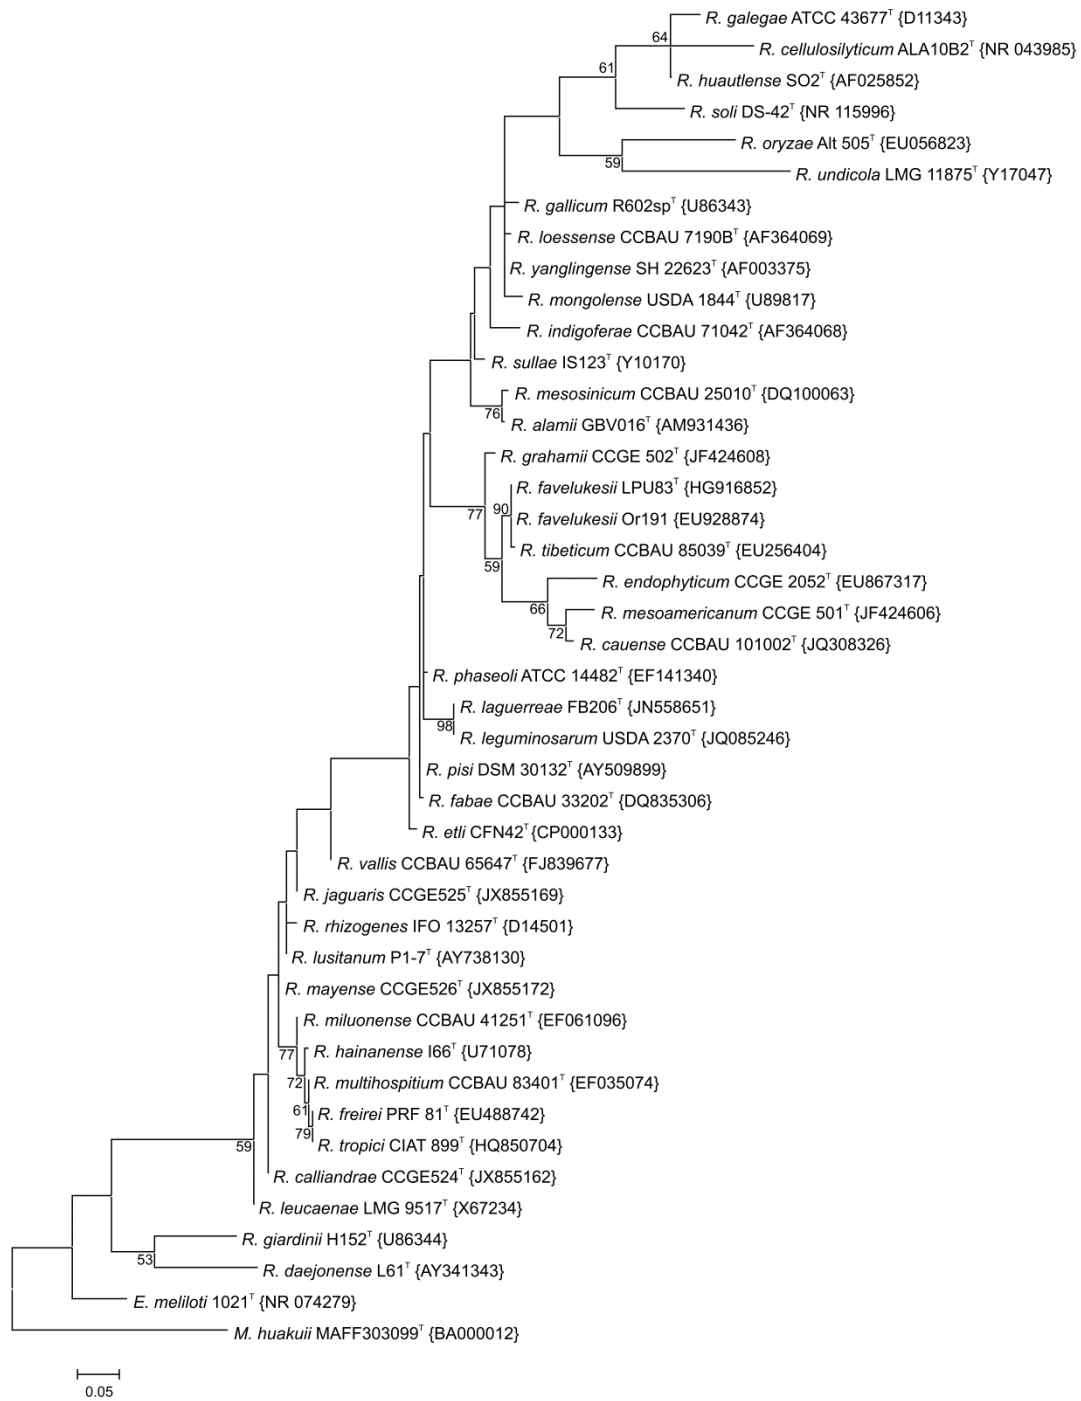 R. galegae ATCC 43677ᵀ {D11343}
64
R. cellulosilyticum ALA10B2ᵀ {NR 043985}
61
R. huautlense SO2ᵀ {AF025852}
R. soli DS-42ᵀ {NR 115996}
R. oryzae Alt 505ᵀ {EU056823}
59
R. undicola LMG 11875ᵀ {Y17047}
R. gallicum R602spᵀ {U86343}
R. loessense CCBAU 7190Bᵀ {AF364069}
R. yanglingense SH 22623ᵀ {AF003375}
R. mongolense USDA 1844ᵀ {U89817}
R. indigoferae CCBAU 71042ᵀ {AF364068}
R. sullae IS123ᵀ {Y10170}
R. mesosinicum CCBAU 25010ᵀ {DQ100063}
76
R. alamii GBV016ᵀ {AM931436}
R. grahamii CCGE 502ᵀ {JF424608}
R. favelukesii LPU83ᵀ {HG916852}
77
90
R. favelukesii Or191 {EU928874}
R. tibeticum CCBAU 85039ᵀ {EU256404}
59
R. endophyticum CCGE 2052ᵀ {EU867317}
66
R. mesoamericanum CCGE 501ᵀ {JF424606}
72
R. cauense CCBAU 101002ᵀ {JQ308326}
R. phaseoli ATCC 14482ᵀ {EF141340}
R. laguerreae FB206ᵀ {JN558651}
98
R. leguminosarum USDA 2370ᵀ {JQ085246}
R. pisi DSM 30132ᵀ {AY509899}
R. fabae CCBAU 33202ᵀ {DQ835306}
R. etli CFN42ᵀ {CP000133}
R. vallis CCBAU 65647ᵀ {FJ839677}
R. jaguaris CCGE525ᵀ {JX855169}
R. rhizogenes IFO 13257ᵀ {D14501}
R. lusitanum P1-7ᵀ {AY738130}
R. mayense CCGE526ᵀ {JX855172}
R. miluonense CCBAU 41251ᵀ {EF061096}
77
R. hainanense I66ᵀ {U71078}
72
R. multihospitium CCBAU 83401ᵀ {EF035074}
61
R. freirei PRF 81ᵀ {EU488742}
79
R. tropici CIAT 899ᵀ {HQ850704}
59
R. calliandrae CCGE524ᵀ {JX855162}
R. leucaenae LMG 9517ᵀ {X67234}
R. giardinii H152ᵀ {U86344}
53
R. daejonense L61ᵀ {AY341343}
E. meliloti 1021ᵀ {NR 074279}
M. huakuii MAFF303099ᵀ {BA000012}
0.05